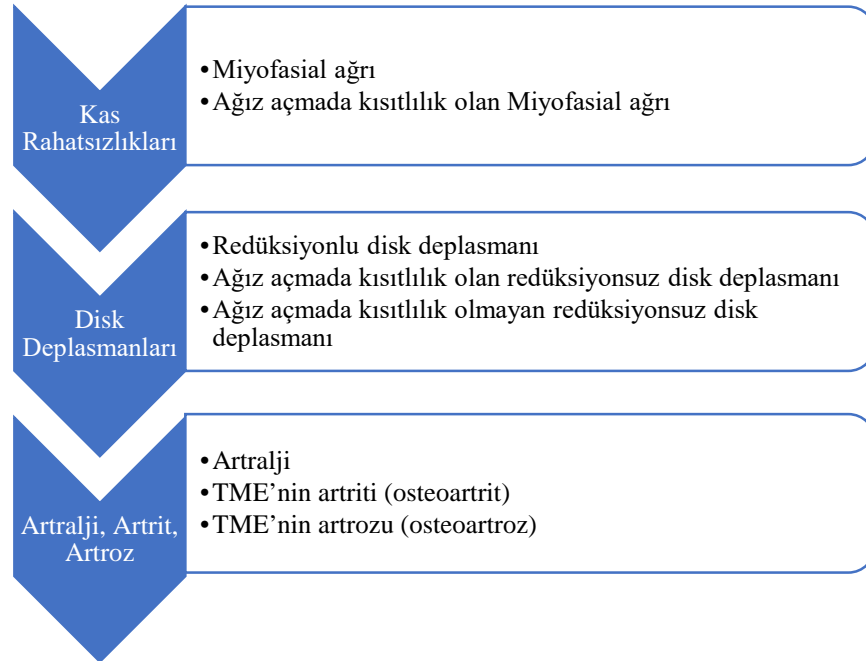 Kas
Rahatsızlıkları
•Miyofasial ağrı
•Ağız açmada kısıtlılık olan Miyofasial ağrı
Disk
Deplasmanları
•Redüksiyonlu disk deplasmanı
•Ağız açmada kısıtlılık olan redüksiyonsuz disk deplasmanı
•Ağız açmada kısıtlılık olmayan redüksiyonsuz disk
deplasmanı
Artralji, Artrit,
Artroz
•Artralji
•TME’nin artriti (osteoartrit)
•TME’nin artrozu (osteoartroz)